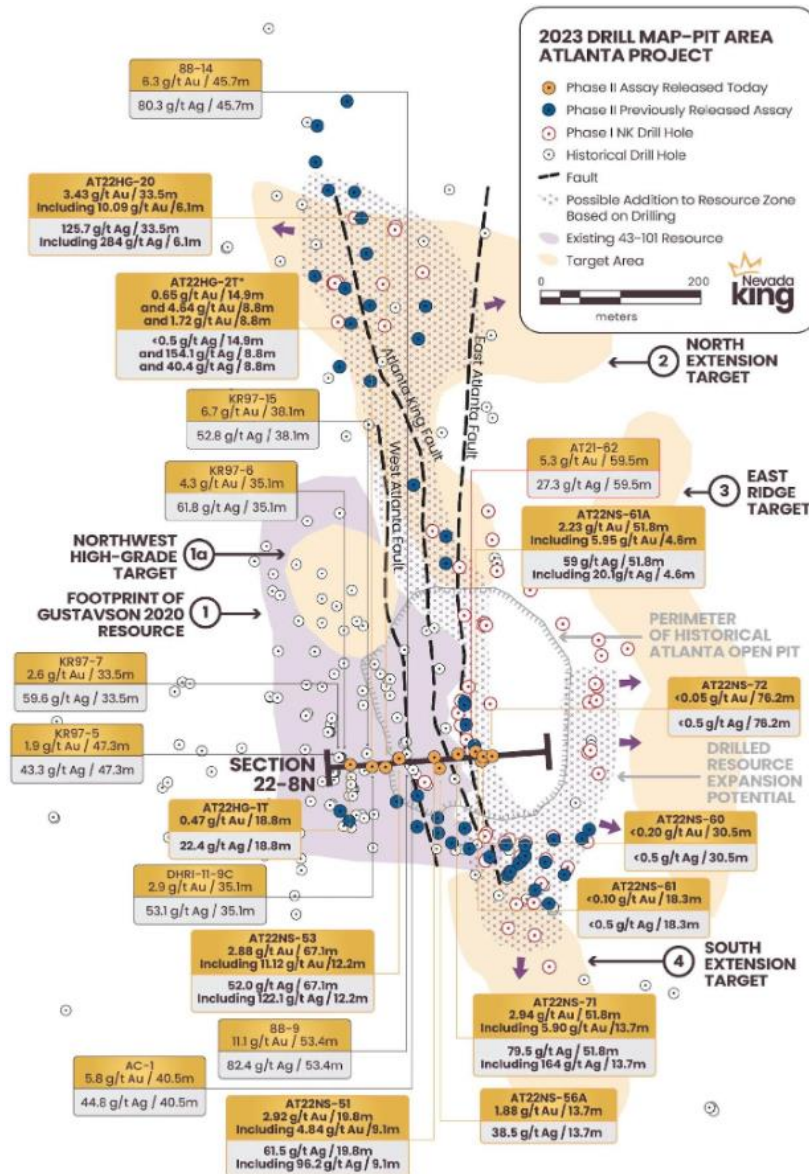 2023 DRILL MAP-PIT AREA
ATLANTA PROJECT
Phase II Assay Released Today
Phase II Previously Released Assay
Phase I NK Drill Hole
Historical Drill Hole
Fault
Possible Addition to Resource Zone
Based on Drilling
Existing 43-101 Resource
Target Area
0
200
meters
Nevada
king
88-14
6.3 g/t Au / 45.7m
80.3 g/t Ag / 45.7m
AT22HG-20
3.43 g/t Au / 33.5m
Including 10.09 g/t Au /6.1m
125.7 g/t Ag / 33.5m
Including 284 g/t Ag / 6.1m
AT22HG-2T*
0.65 g/t Au / 14.9m
and 4.64 g/t Au /8.8m
and 1.72 g/t Au / 8.8m
<0.5 g/t Ag / 14.9m
and 154.1 g/t Ag / 8.8m
and 40.4 g/t Ag / 8.8m
KR97-15
6.7 g/t Au / 38.1m
52.8 g/t Ag / 38.1m
KR97-6
4.3 g/t Au / 35.1m
61.8 g/t Ag / 35.1m
Atlanta King Fault
West Atlanta Fault
East Atlanta Fault
2
NORTH
EXTENSION
TARGET
AT21-62
5.3 g/t Au / 59.5m
27.3 g/t Ag / 59.5m
3
EAST
RIDGE
TARGET
AT22NS-61A
2.23 g/t Au / 51.8m
Including 5.95 g/t Au / 4.6m
59 g/t Ag / 51.8m
Including 20.1g/t Ag / 4.6m
NORTHWEST
HIGH-GRADE
TARGET
1a
FOOTPRINT OF
GUSTAVSON 2020
RESOURCE
1
PERIMETER
OF HISTORICAL
ATLANTA OPEN PIT
KR97-7
2.6 g/t Au / 33.5m
59.6 g/t Ag / 33.5m
AT22NS-72
<0.05 g/t Au / 76.2m
<0.5 g/t Ag / 76.2m
KR97-5
1.9 g/t Au / 47.3m
43.3 g/t Ag / 47.3m
SECTION
22-8N
DRILLED
RESOURCE
EXPANSION
POTENTIAL
AT22HG-1T
0.47 g/t Au / 18.8m
22.4 g/t Ag / 18.8m
AT22NS-60
<0.20 g/t Au / 30.5m
<0.5 g/t Ag / 30.5m
DHRI-11-9C
2.9 g/t Au / 35.1m
53.1 g/t Ag / 35.1m
AT22NS-61
<0.10 g/t Au / 18.3m
<0.5 g/t Ag / 18.3m
AT22NS-53
2.88 g/t Au / 67.1m
Including 11.12 g/t Au /12.2m
52.0 g/t Ag / 67.1m
Including 122.1 g/t Ag / 12.2m
4
SOUTH
EXTENSION
TARGET
88-9
11.1 g/t Au / 53.4m
82.4 g/t Ag / 53.4m
AT22NS-71
2.94 g/t Au / 51.8m
Including 5.90 g/t Au /13.7m
79.5 g/t Ag / 51.8m
Including 164 g/t Ag / 13.7m
AC-1
5.8 g/t Au / 40.5m
44.8 g/t Ag / 40.5m
AT22NS-51
2.92 g/t Au / 19.8m
Including 4.84 g/t Au /9.1m
61.5 g/t Ag / 19.8m
Including 96.2 g/t Ag / 9.1m
AT22NS-56A
1.88 g/t Au / 13.7m
38.5 g/t Ag / 13.7m